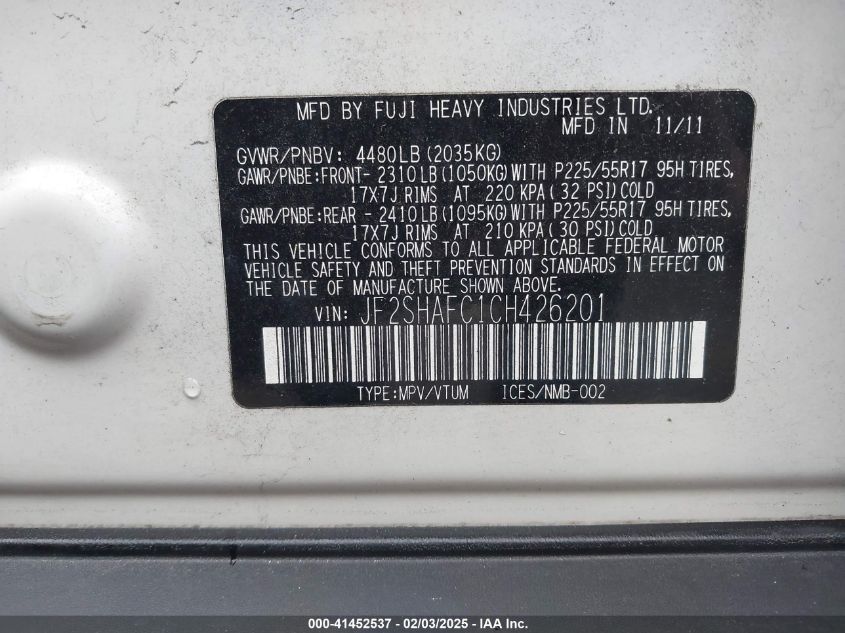 MFD BY FUJI HEAVY INDUSTRIES LTD.
MFD IN 11/11
GVWR/PNBV: 4480LB(2035KG)
GAWR/PNBE:FRONT- 2310LB(1050KG)WITH P225/55R17 95H TIRES,
17X7J RIMS AT 220 KPA(32 PSI)COLD
GAWR/PNBE:REAR - 2410LB(1095KG)WITH P225/55R17 95H TIRES,
17X7J RIMS AT 210 KPA(30 PSI)COLD
THIS VEHICLE CONFORMS TO ALL APPLICABLE FEDERAL MOTOR
VEHICLE SAFETY AND THEFT PREVENTION STANDARDS IN EFFECT ON
THE DATE OF MANUFACTURE SHOWN ABOVE.
VIN: JF2SHAFC1CH426201
TYPE:MPV/VTUM ICES/NMB-002
000-41452537 - 02/03/2025 - IAA Inc.